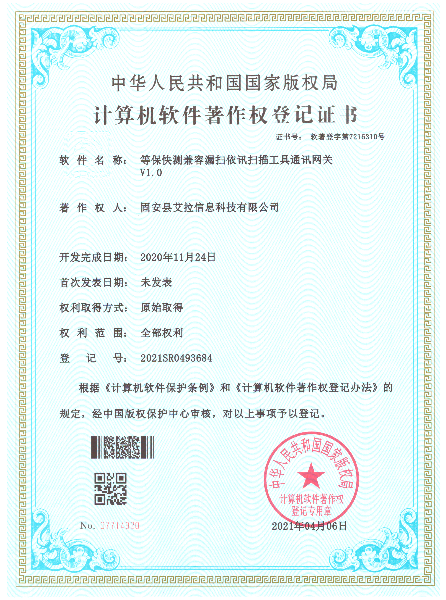 中华人民共和国国家版权局
计算机软件著作权登记证书
证书号： 软著登字第7216310号
软件名称： 等保快测兼容漏扫依讯扫描工具通讯网关
V1.0
著作权人： 固安县艾拉信息科技有限公司
开发完成日期： 2020年11月24日
首次发表日期： 未发表
权利取得方式： 原始取得
权利范围： 全部权利
登记号： 2021SR0493684
根据《计算机软件保护条例》和《计算机软件著作权登记办法》的
规定，经中国版权保护中心审核，对以上事项予以登记。
中华人民共和国国家版权局
计算机软件著作权
登记专用章
No.
2021年04月06日